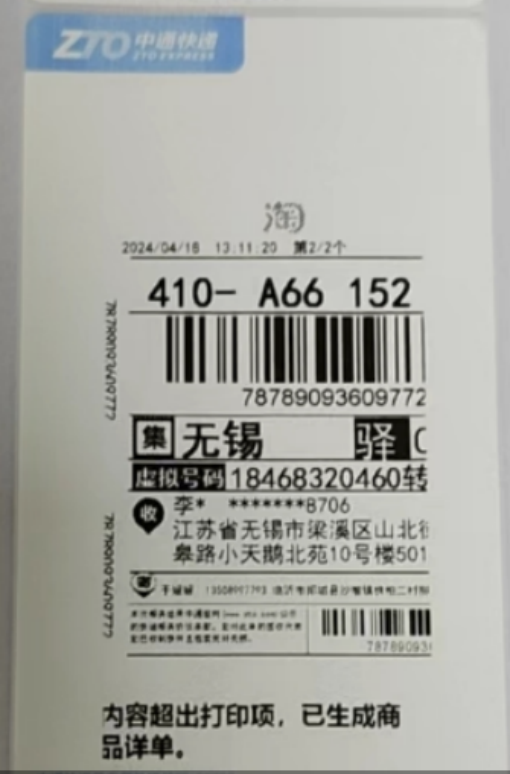 ZTO 中通快递
ZTO EXPRESS
淘
2024/04/16 13:11:20 第2/2个
410- A66 152
78789093609772
集 无锡 驿
虚拟号码 18468320460转
收 李* *******8706
江苏省无锡市梁溪区山北街
皋路小天鹅北苑10号楼501
787890936
内容超出打印项，已生成商
品详单。